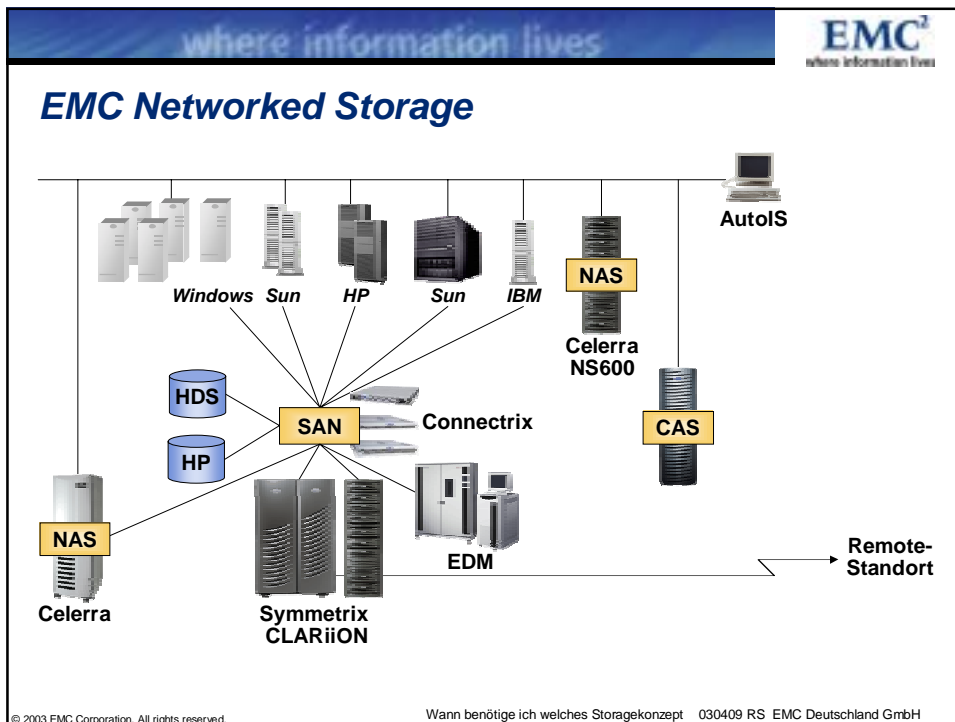 where information lives
EMC²
where information lives
EMC Networked Storage
AutoIS
Windows Sun HP Sun IBM
NAS
Celerra
NS600
HDS
HP
SAN
Connectrix
CAS
NAS
Celerra
EDM
Symmetrix
CLARiiON
Remote-
Standort
© 2003 EMC Corporation. All rights reserved.
Wann benötige ich welches Storagekonzept 030409 RS EMC Deutschland GmbH